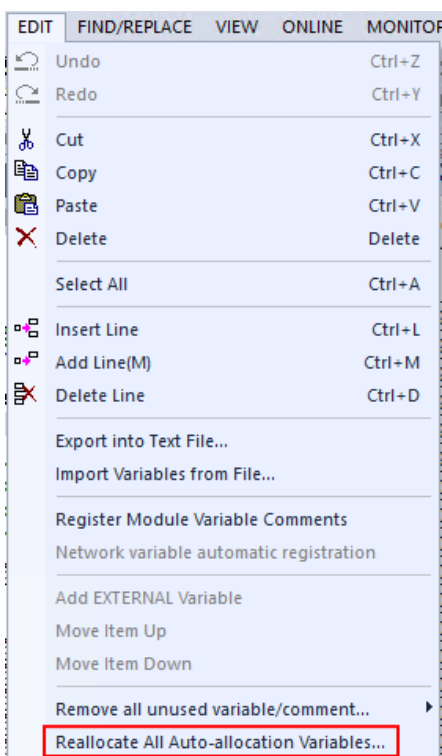 EDIT FIND/REPLACE VIEW ONLINE MONITOR
Undo Ctrl+Z
Redo Ctrl+Y
Cut Ctrl+X
Copy Ctrl+C
Paste Ctrl+V
Delete Delete
Select All Ctrl+A
Insert Line Ctrl+L
Add Line(M) Ctrl+M
Delete Line Ctrl+D
Export into Text File...
Import Variables from File...
Register Module Variable Comments
Network variable automatic registration
Add EXTERNAL Variable
Move Item Up
Move Item Down
Remove all unused variable/comment...
Reallocate All Auto-allocation Variables...